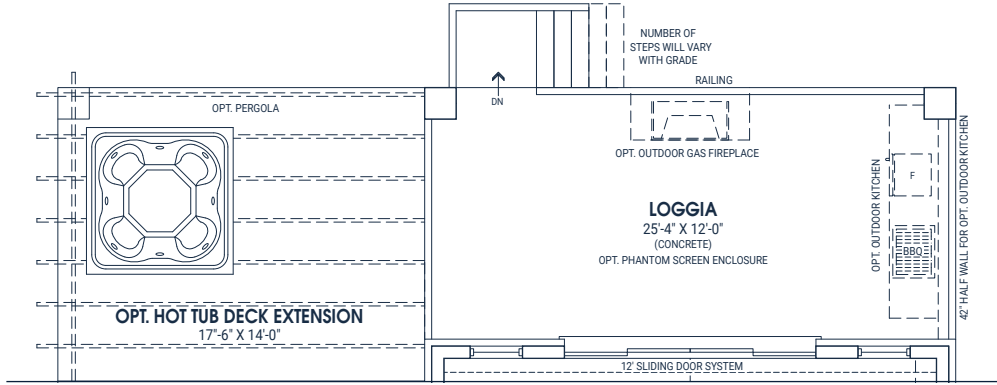 NUMBER OF
STEPS WILL VARY
WITH GRADE
RAILING
DN
OPT. PERGOLA
OPT. OUTDOOR GAS FIREPLACE
LOGGIA
25'-4" X 12'-0"
(CONCRETE)
OPT. PHANTOM SCREEN ENCLOSURE
OPT. OUTDOOR KITCHEN
F
BBQ
42" HALF WALL FOR OPT. OUTDOOR KITCHEN
OPT. HOT TUB DECK EXTENSION
17"-6" X 14'-0"
12' SLIDING DOOR SYSTEM